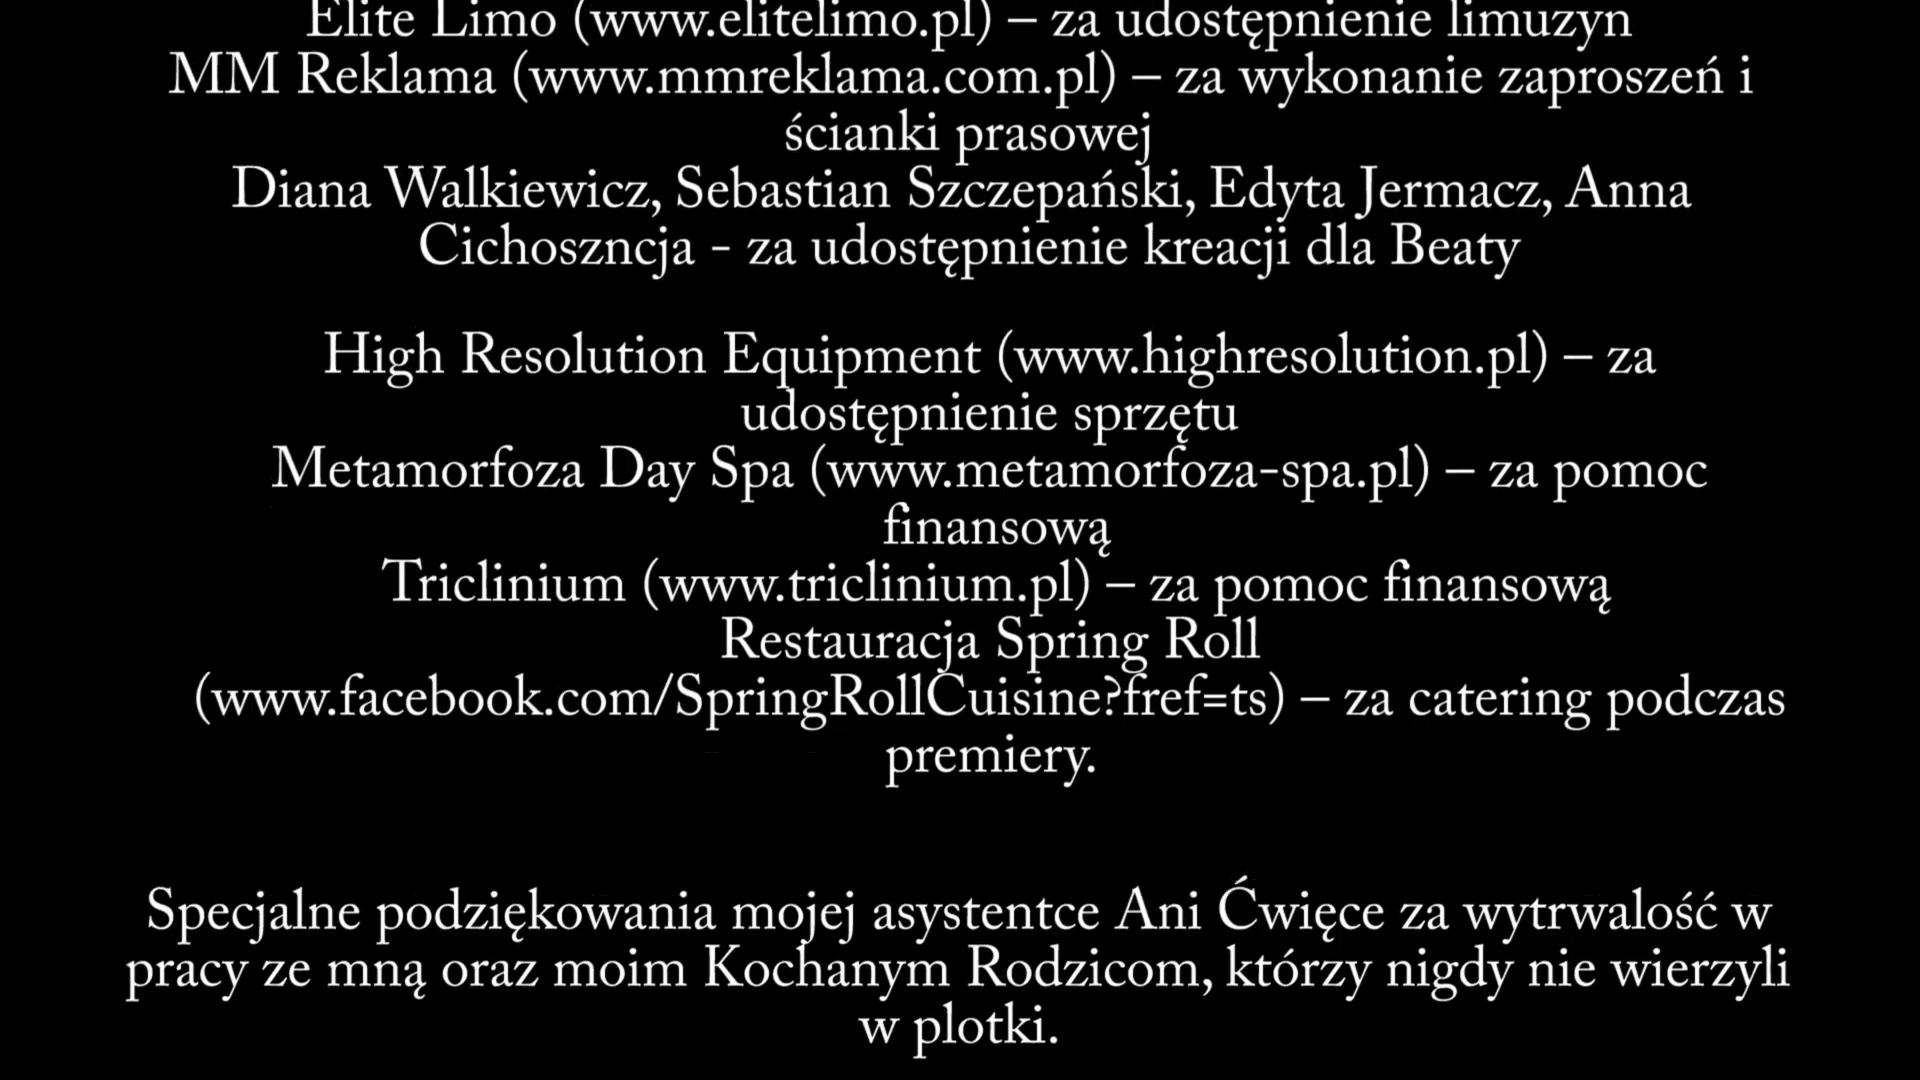 Elite Limo (www.elitelimo.pl) – za udostępnienie limuzyn
MM Reklama (www.mmreklama.com.pl) – za wykonanie zaproszeń i
ścianki prasowej
Diana Walkiewicz, Sebastian Szczepański, Edyta Jermacz, Anna
Cichoszncja - za udostępnienie kreacji dla Beaty
High Resolution Equipment (www.highresolution.pl) – za
udostępnienie sprzętu
Metamorfoza Day Spa (www.metamorfoza-spa.pl) – za pomoc
finansową
Triclinium (www.triclinium.pl) – za pomoc finansową
Restauracja Spring Roll
(www.facebook.com/SpringRollCuisine?fref=ts) – za catering podczas
premiery.
Specjalne podziękowania mojej asystentce Ani Ćwięce za wytrwałość w
pracy ze mną oraz moim Kochanym Rodzicom, którzy nigdy nie wierzyli
w plotki.